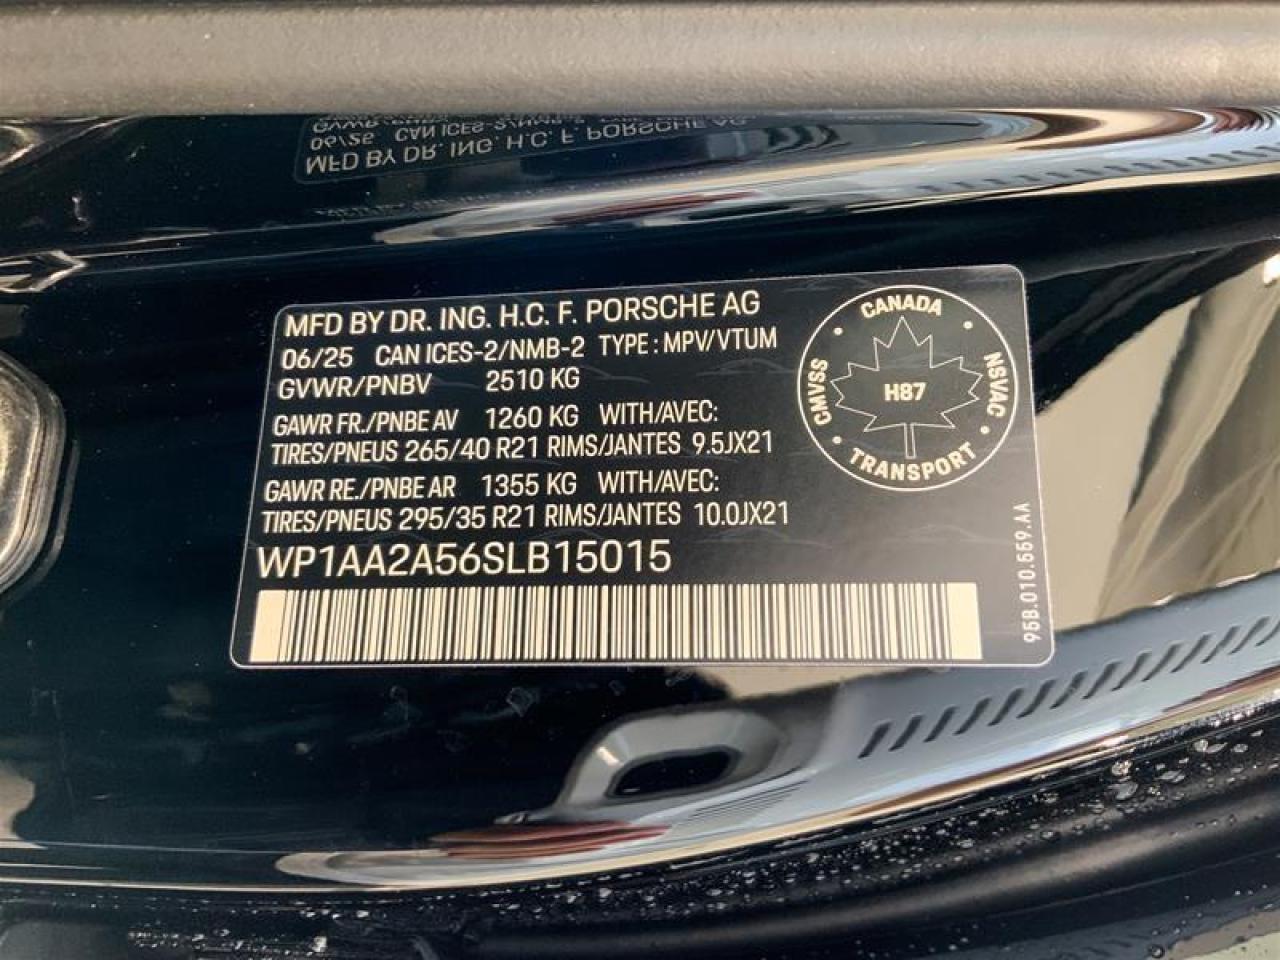 MFD BY DR. ING. H.C. F. PORSCHE AG
06/25 CAN ICES-2/NMB-2 TYPE : MPV/VTUM
GVWR/PNBV 2510 KG
GAWR FR./PNBE AV 1260 KG WITH/AVEC:
TIRES/PNEUS 265/40 R21 RIMS/JANTES 9.5JX21
GAWR RE./PNBE AR 1355 KG WITH/AVEC:
TIRES/PNEUS 295/35 R21 RIMS/JANTES 10.0JX21
WP1AA2A56SLB15015
CANADA
CMVSS
NSVAC
H87
TRANSPORT
95B.010.559.AA